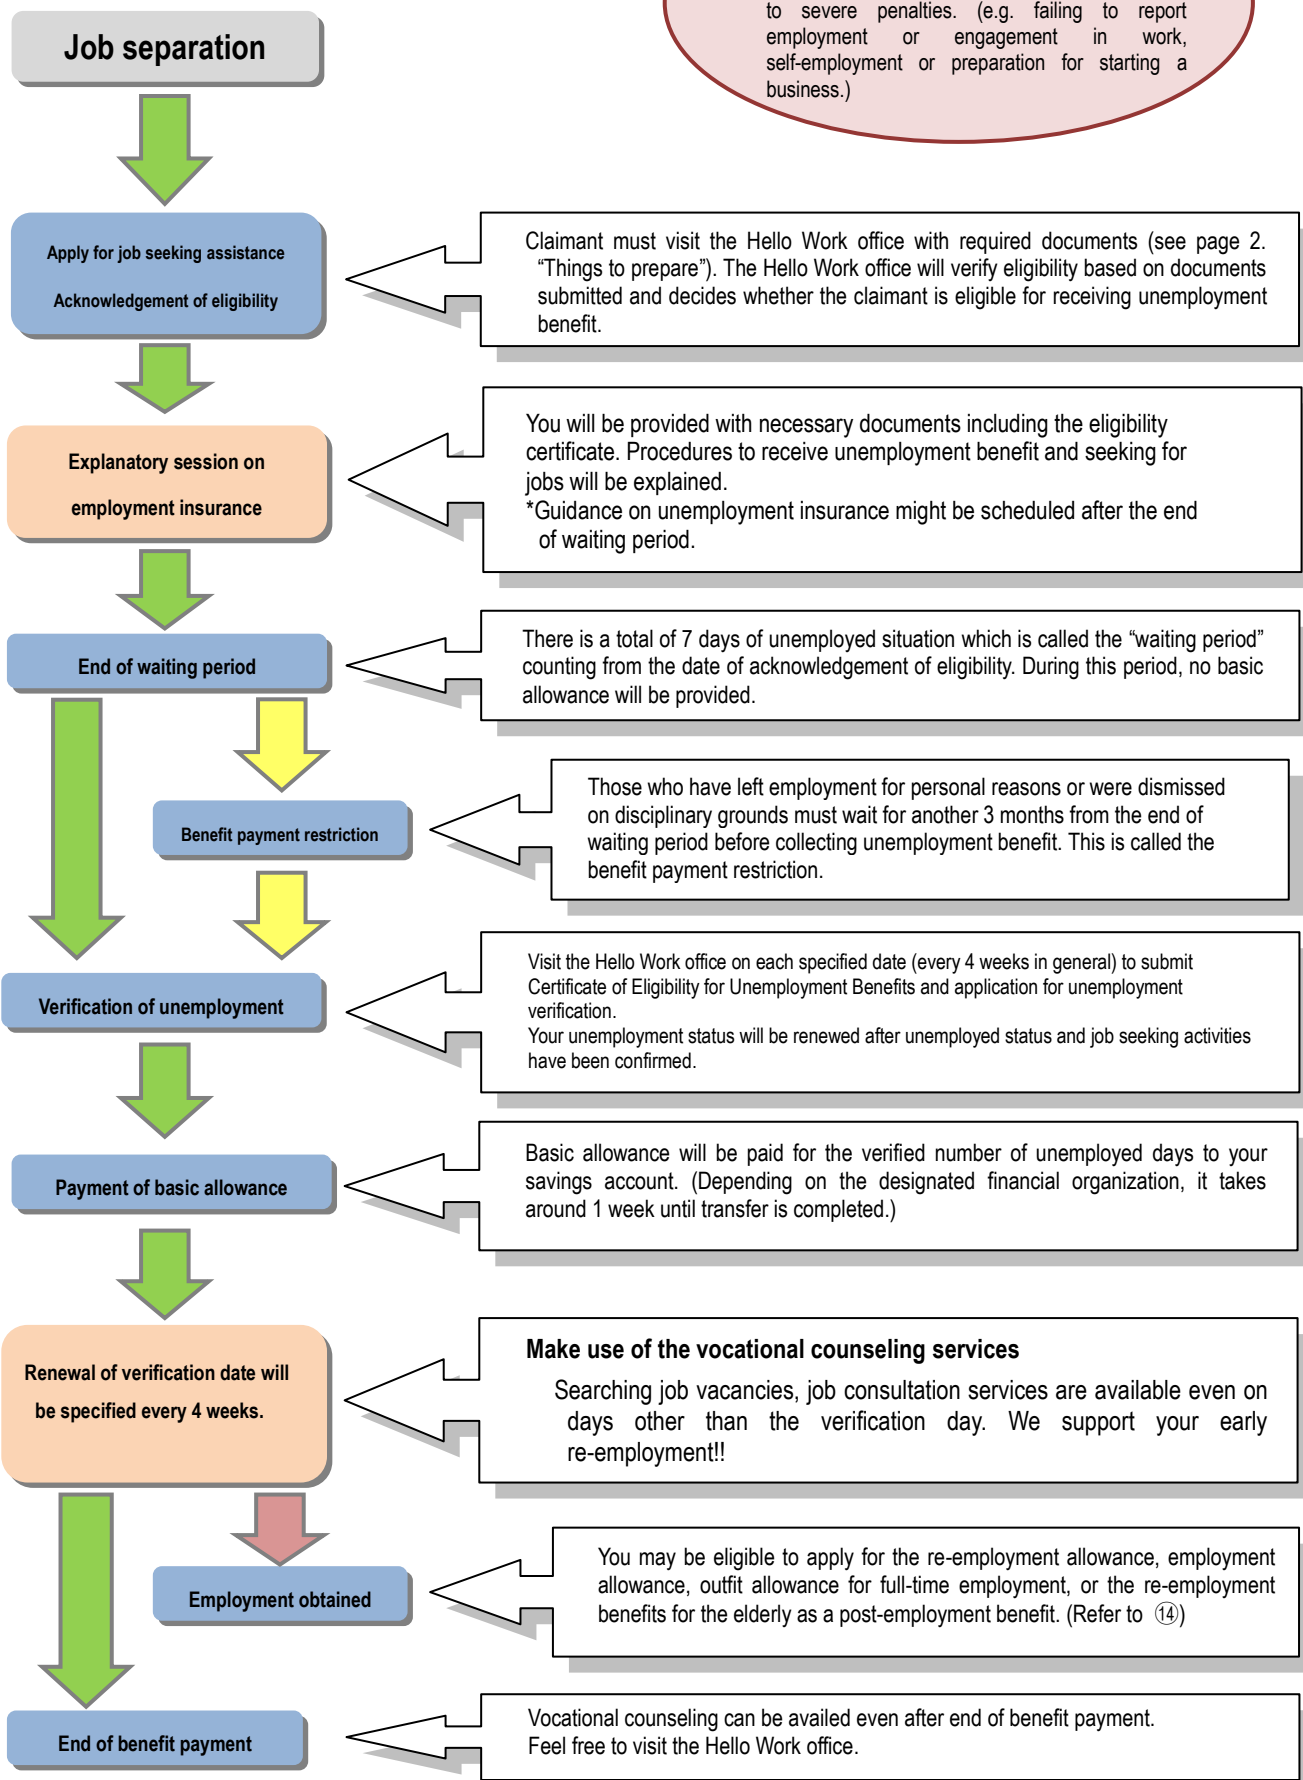 to severe penalties. (e.g. failing to report
employment or engagement in work,
self-employment or preparation for starting a
business.)
Job separation
Apply for job seeking assistance
Acknowledgement of eligibility
Claimant must visit the Hello Work office with required documents (see page 2.
“Things to prepare”). The Hello Work office will verify eligibility based on documents
submitted and decides whether the claimant is eligible for receiving unemployment
benefit.
Explanatory session on
employment insurance
You will be provided with necessary documents including the eligibility
certificate. Procedures to receive unemployment benefit and seeking for
jobs will be explained.
*Guidance on unemployment insurance might be scheduled after the end
of waiting period.
End of waiting period
There is a total of 7 days of unemployed situation which is called the “waiting period”
counting from the date of acknowledgement of eligibility. During this period, no basic
allowance will be provided.
Benefit payment restriction
Those who have left employment for personal reasons or were dismissed
on disciplinary grounds must wait for another 3 months from the end of
waiting period before collecting unemployment benefit. This is called the
benefit payment restriction.
Verification of unemployment
Visit the Hello Work office on each specified date (every 4 weeks in general) to submit
Certificate of Eligibility for Unemployment Benefits and application for unemployment
verification.
Your unemployment status will be renewed after unemployed status and job seeking activities
have been confirmed.
Payment of basic allowance
Basic allowance will be paid for the verified number of unemployed days to your
savings account. (Depending on the designated financial organization, it takes
around 1 week until transfer is completed.)
Renewal of verification date will
be specified every 4 weeks.
Make use of the vocational counseling services
Searching job vacancies, job consultation services are available even on
days other than the verification day. We support your early
re-employment!!
Employment obtained
You may be eligible to apply for the re-employment allowance, employment
allowance, outfit allowance for full-time employment, or the re-employment
benefits for the elderly as a post-employment benefit. (Refer to ⑭)
End of benefit payment
Vocational counseling can be availed even after end of benefit payment.
Feel free to visit the Hello Work office.